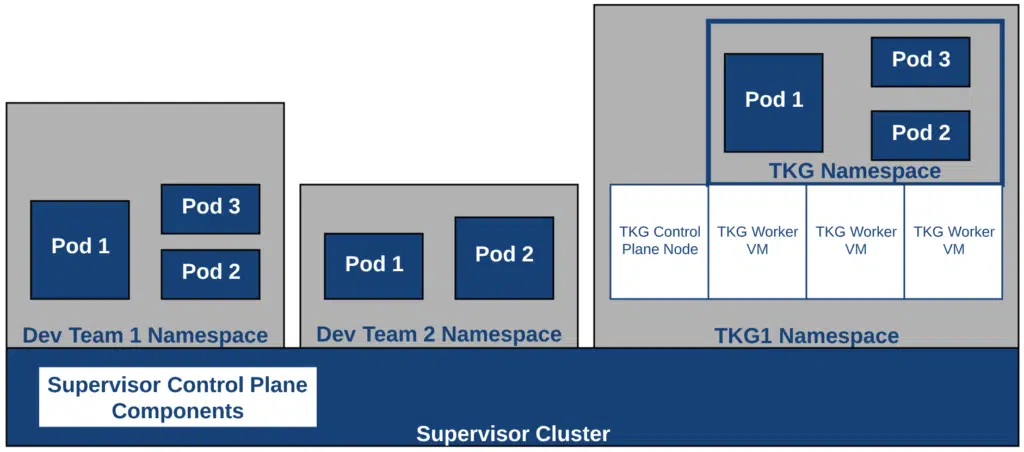 Pod 1
Pod 3
Pod 2
Dev Team 1 Namespace
Pod 1
Pod 2
Dev Team 2 Namespace
Pod 1
Pod 3
Pod 2
TKG Namespace
TKG Control
Plane Node
TKG Worker
VM
TKG Worker
VM
TKG Worker
VM
TKG1 Namespace
Supervisor Control Plane
Components
Supervisor Cluster